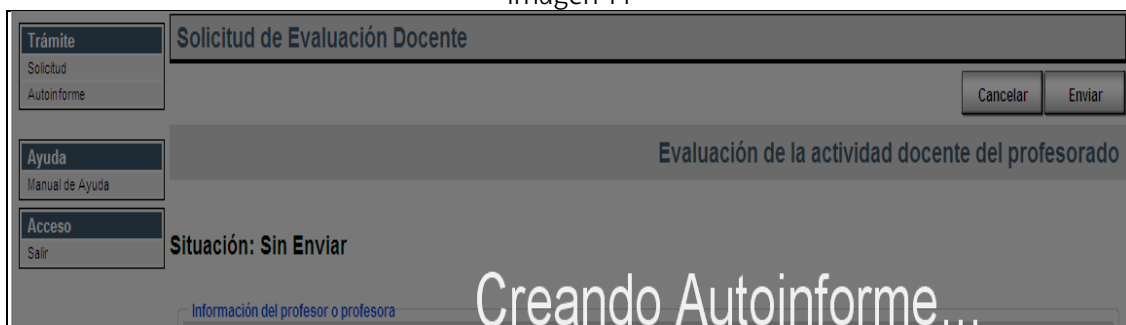 Trámite
Solicitud
Autoinforme
Solicitud de Evaluación Docente
Cancelar Enviar
Evaluación de la actividad docente del profesorado
Ayuda
Manual de Ayuda
Acceso
Salir
Situación: Sin Enviar
Información del profesor o profesora
Creando Autoinforme...